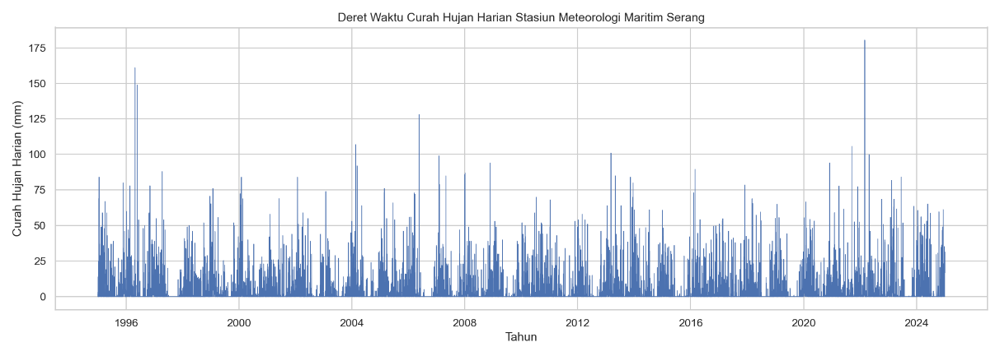 Deret Waktu Curah Hujan Harian Stasiun Meteorologi Maritim Serang
Curah Hujan Harian (mm)
175
150
125
100
75
50
25
0
1996 2000 2004 2008 2012 2016 2020 2024
Tahun